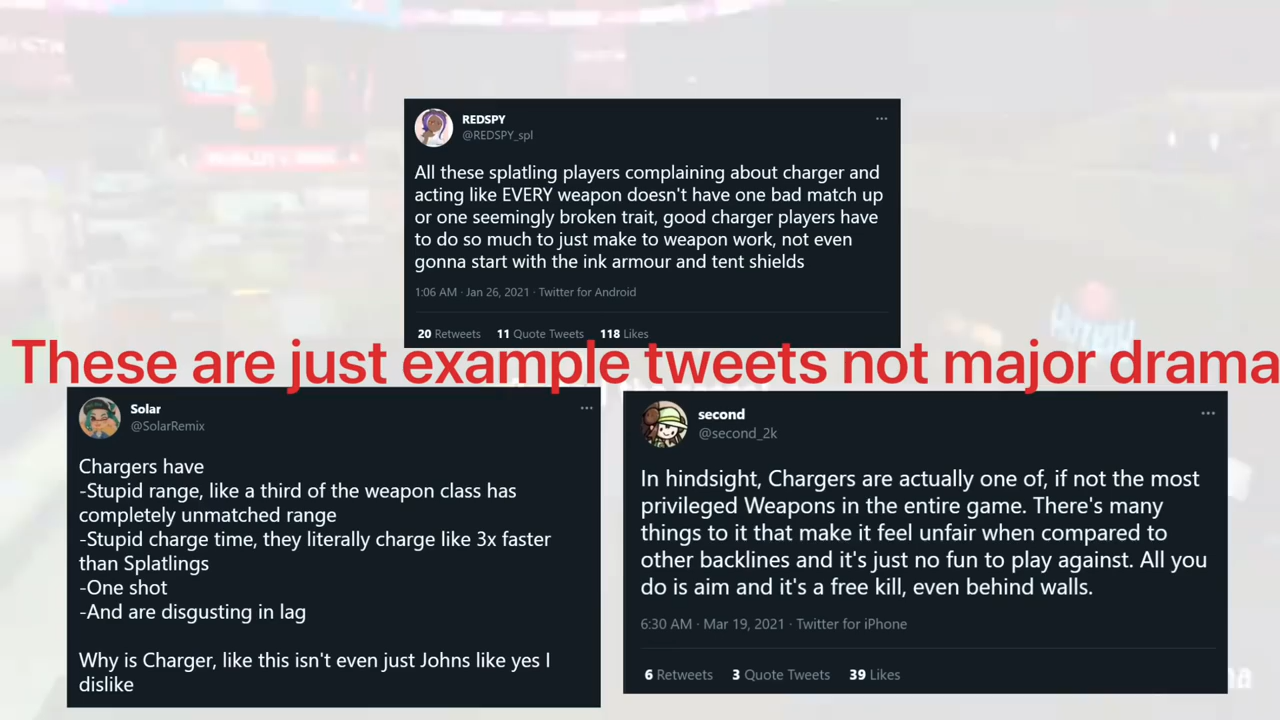 REDSPY
@REDSPY_spl
All these splatling players complaining about charger and
acting like EVERY weapon doesn't have one bad match up
or one seemingly broken trait, good charger players have
to do so much to just make to weapon work, not even
gonna start with the ink armour and tent shields
1:06 AM · Jan 26, 2021 · Twitter for Android
20 Retweets 11 Quote Tweets 118 Likes
These are just example tweets not major drama
Solar
@SolarRemix
Chargers have
-Stupid range, like a third of the weapon class has
completely unmatched range
-Stupid charge time, they literally charge like 3x faster
than Splatlings
-One shot
-And are disgusting in lag
Why is Charger, like this isn't even just Johns like yes I
dislike
second
@second_2k
In hindsight, Chargers are actually one of, if not the most
privileged Weapons in the entire game. There's many
things to it that make it feel unfair when compared to
other backlines and it's just no fun to play against. All you
do is aim and it's a free kill, even behind walls.
6:30 AM · Mar 19, 2021 · Twitter for iPhone
6 Retweets 3 Quote Tweets 39 Likes